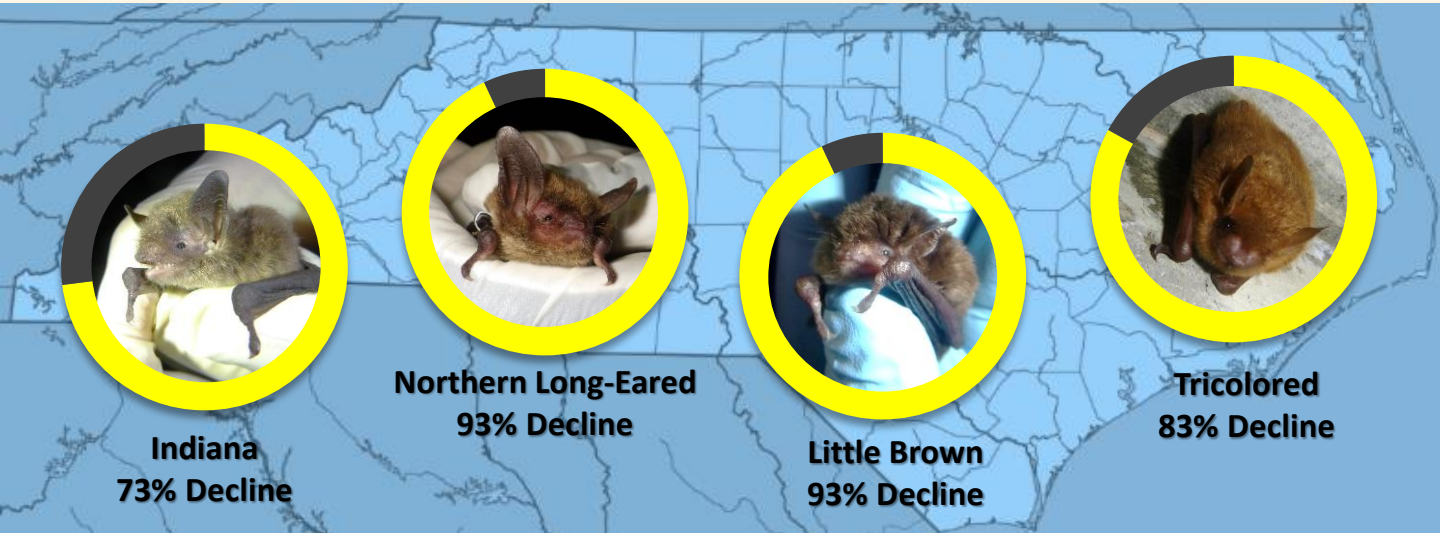 Indiana
73% Decline
Northern Long-Eared
93% Decline
Little Brown
93% Decline
Tricolored
83% Decline